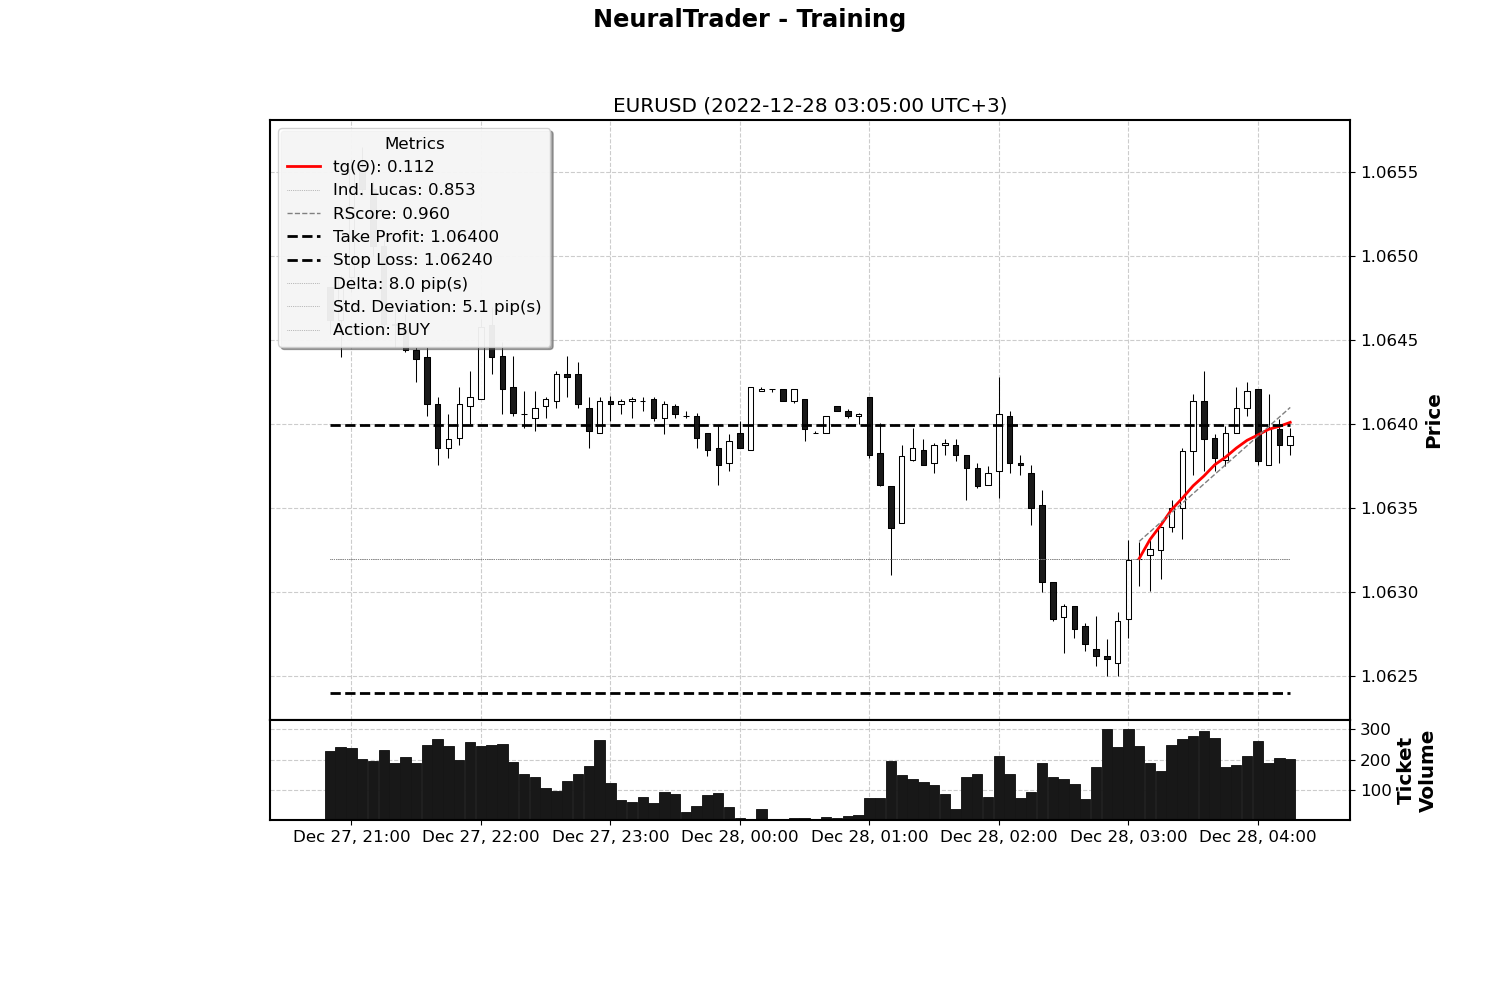 NeuralTrader - Training
EURUSD (2022-12-28 03:05:00 UTC+3)
Metrics
tg(Θ): 0.112
Ind. Lucas: 0.853
RScore: 0.960
Take Profit: 1.06400
Stop Loss: 1.06240
Delta: 8.0 pip(s)
Std. Deviation: 5.1 pip(s)
Action: BUY
1.0655
1.0650
1.0645
1.0640
1.0635
1.0630
1.0625
Price
300
200
100
Ticket
Volume
Dec 27, 21:00
Dec 27, 22:00
Dec 27, 23:00
Dec 28, 00:00
Dec 28, 01:00
Dec 28, 02:00
Dec 28, 03:00
Dec 28, 04:00